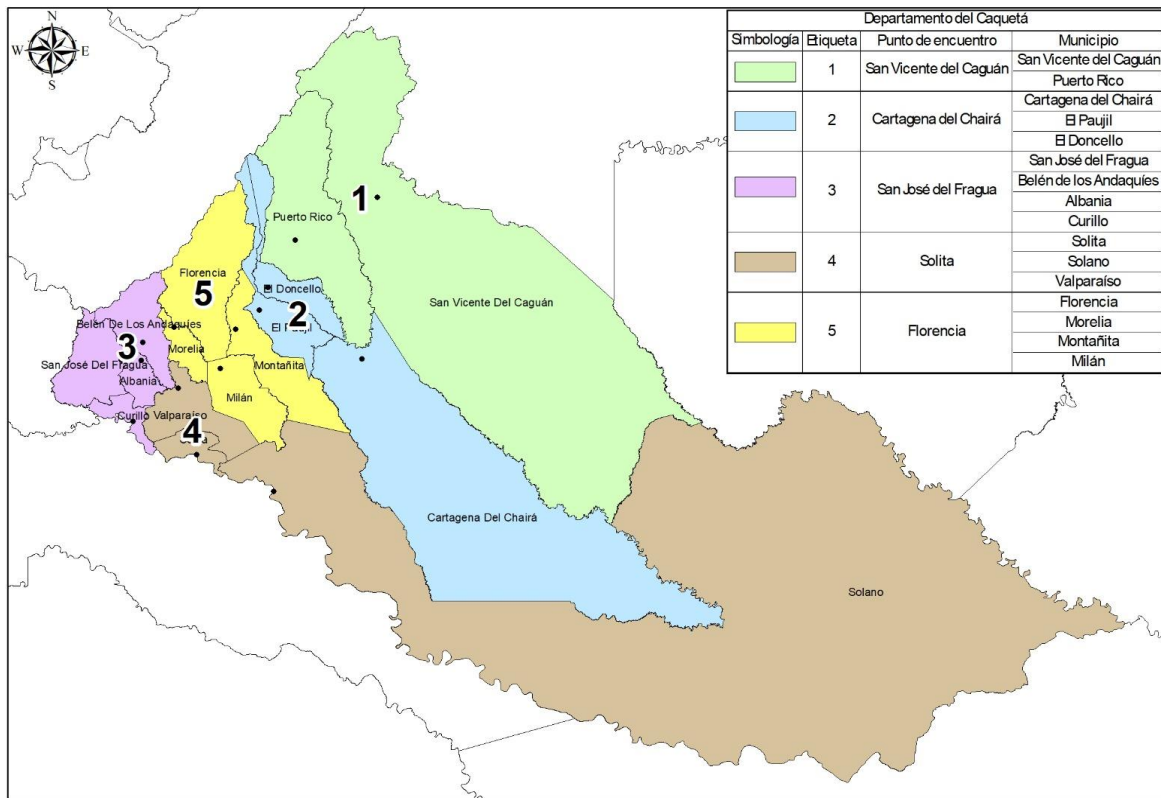 N
W E
S
Departamento del Caquetá
Simbología Etiqueta Punto de encuentro Municipio
1 San Vicente del Caguán San Vicente del Caguán
Puerto Rico
2 Cartagena del Chairá Cartagena del Chairá
El Paujil
El Doncello
3 San José del Fragua San José del Fragua
Belén de los Andaquíes
Albania
Curillo
4 Solita Solita
Solano
Valparaíso
5 Florencia Florencia
Morelia
Montañita
Milán
1
Puerto Rico
Florencia
5
El Doncello
San Vicente Del Caguán
2
El Paujil
Belén De Los Andaquíes
3
Morelia
San José Del Fragua
Montañita
Albania
Milán
Curillo
Valparaíso
4
Cartagena Del Chairá
Solano